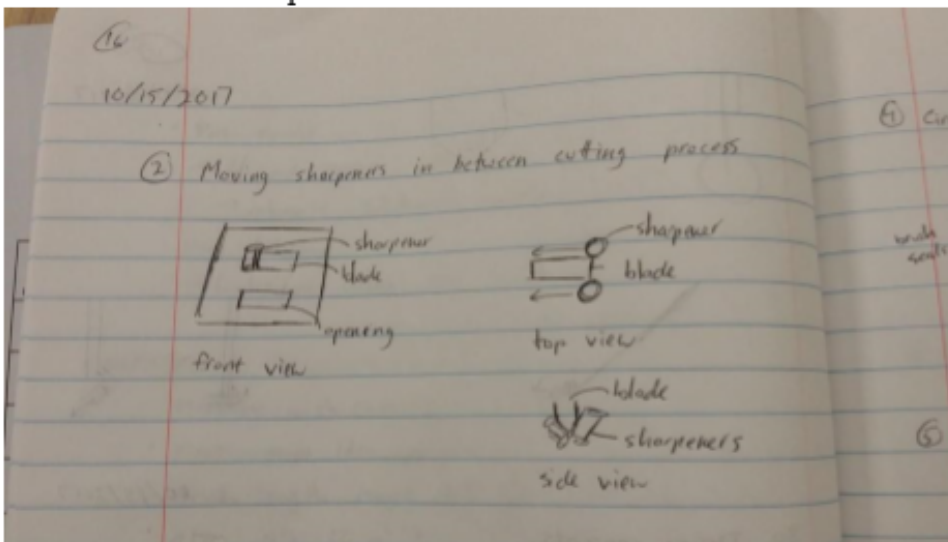 16
10/15/2017
② Moving sharpeners in between cutting process
sharpener
blade
opening
front view
sharpener
blade
top view
blade
sharpeners
side view
④
⑤